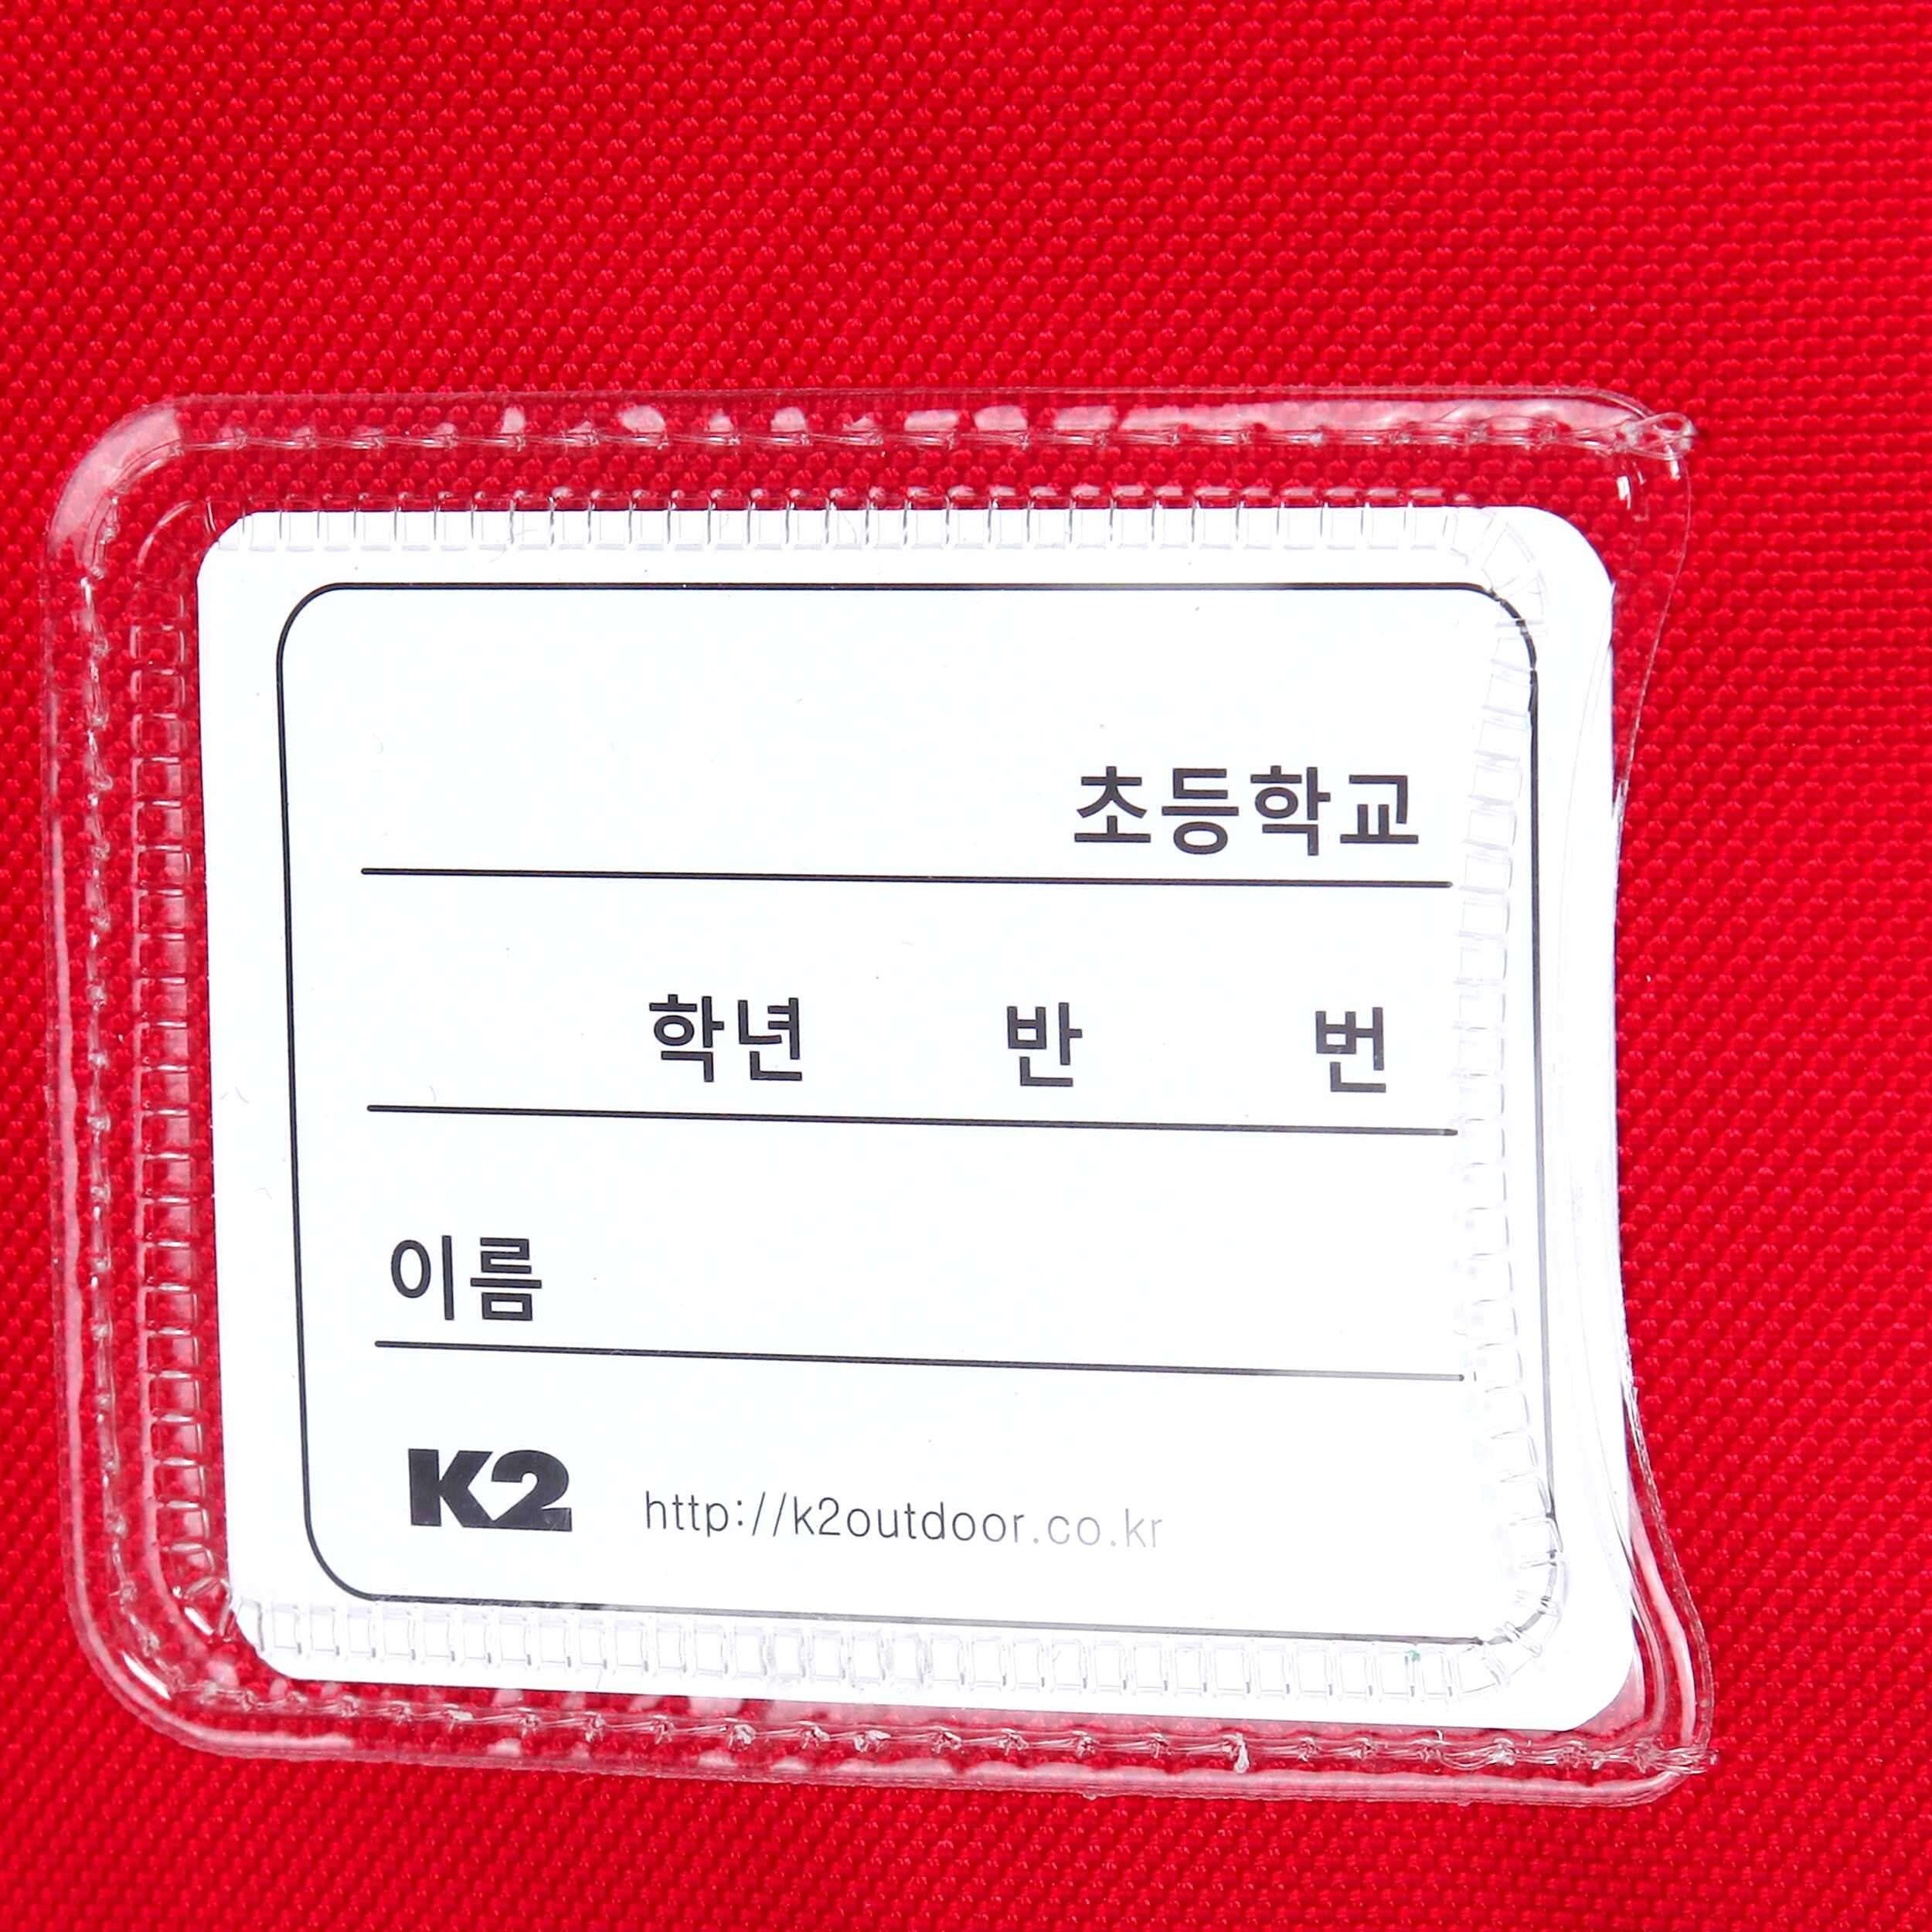 초등학교
학년 반 번
이름
K2 http://k2outdoor.co.kr